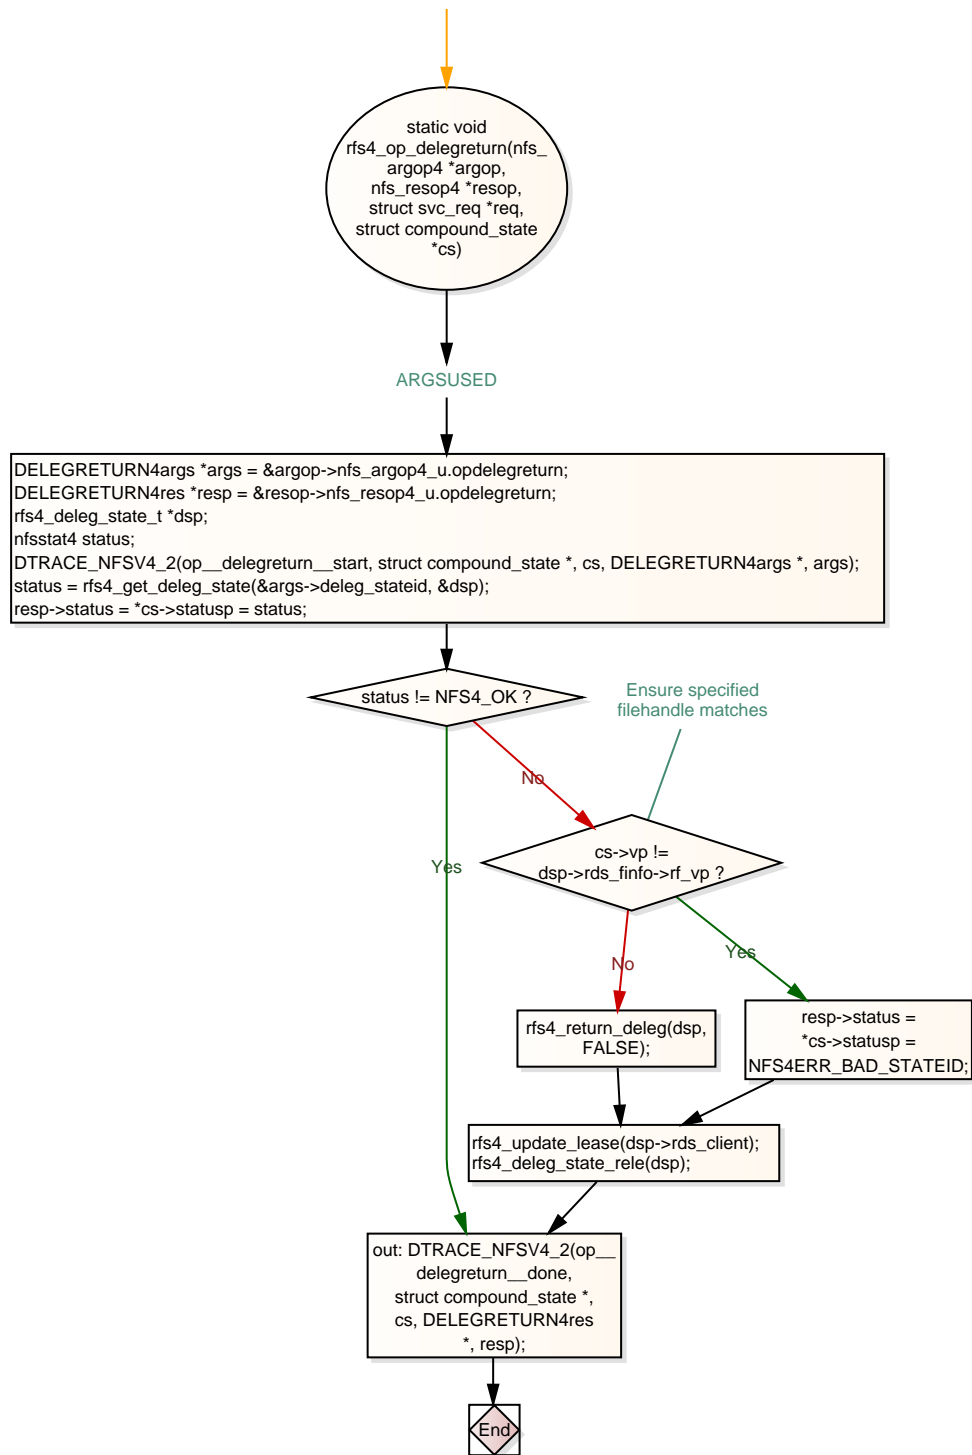 static void
rfs4_op_delegreturn(nfs_
argop4 *argop,
nfs_resop4 *resop,
struct svc_req *req,
struct compound_state
*cs)
ARGSUSED
DELEGRETURN4args *args = &argop->nfs_argop4_u.opdelegreturn;
DELEGRETURN4res *resp = &resop->nfs_resop4_u.opdelegreturn;
rfs4_deleg_state_t *dsp;
nfsstat4 status;
DTRACE_NFSV4_2(op__delegreturn__start, struct compound_state *, cs, DELEGRETURN4args *, args);
status = rfs4_get_deleg_state(&args->deleg_stateid, &dsp);
resp->status = *cs->statusp = status;
status != NFS4_OK ?
Ensure specified
filehandle matches
No
cs->vp !=
dsp->rds_finfo->rf_vp ?
Yes
No
Yes
rfs4_return_deleg(dsp,
FALSE);
resp->status =
*cs->statusp =
NFS4ERR_BAD_STATEID;
rfs4_update_lease(dsp->rds_client);
rfs4_deleg_state_rele(dsp);
out: DTRACE_NFSV4_2(op__
delegreturn__done,
struct compound_state *,
cs, DELEGRETURN4res
*, resp);
End